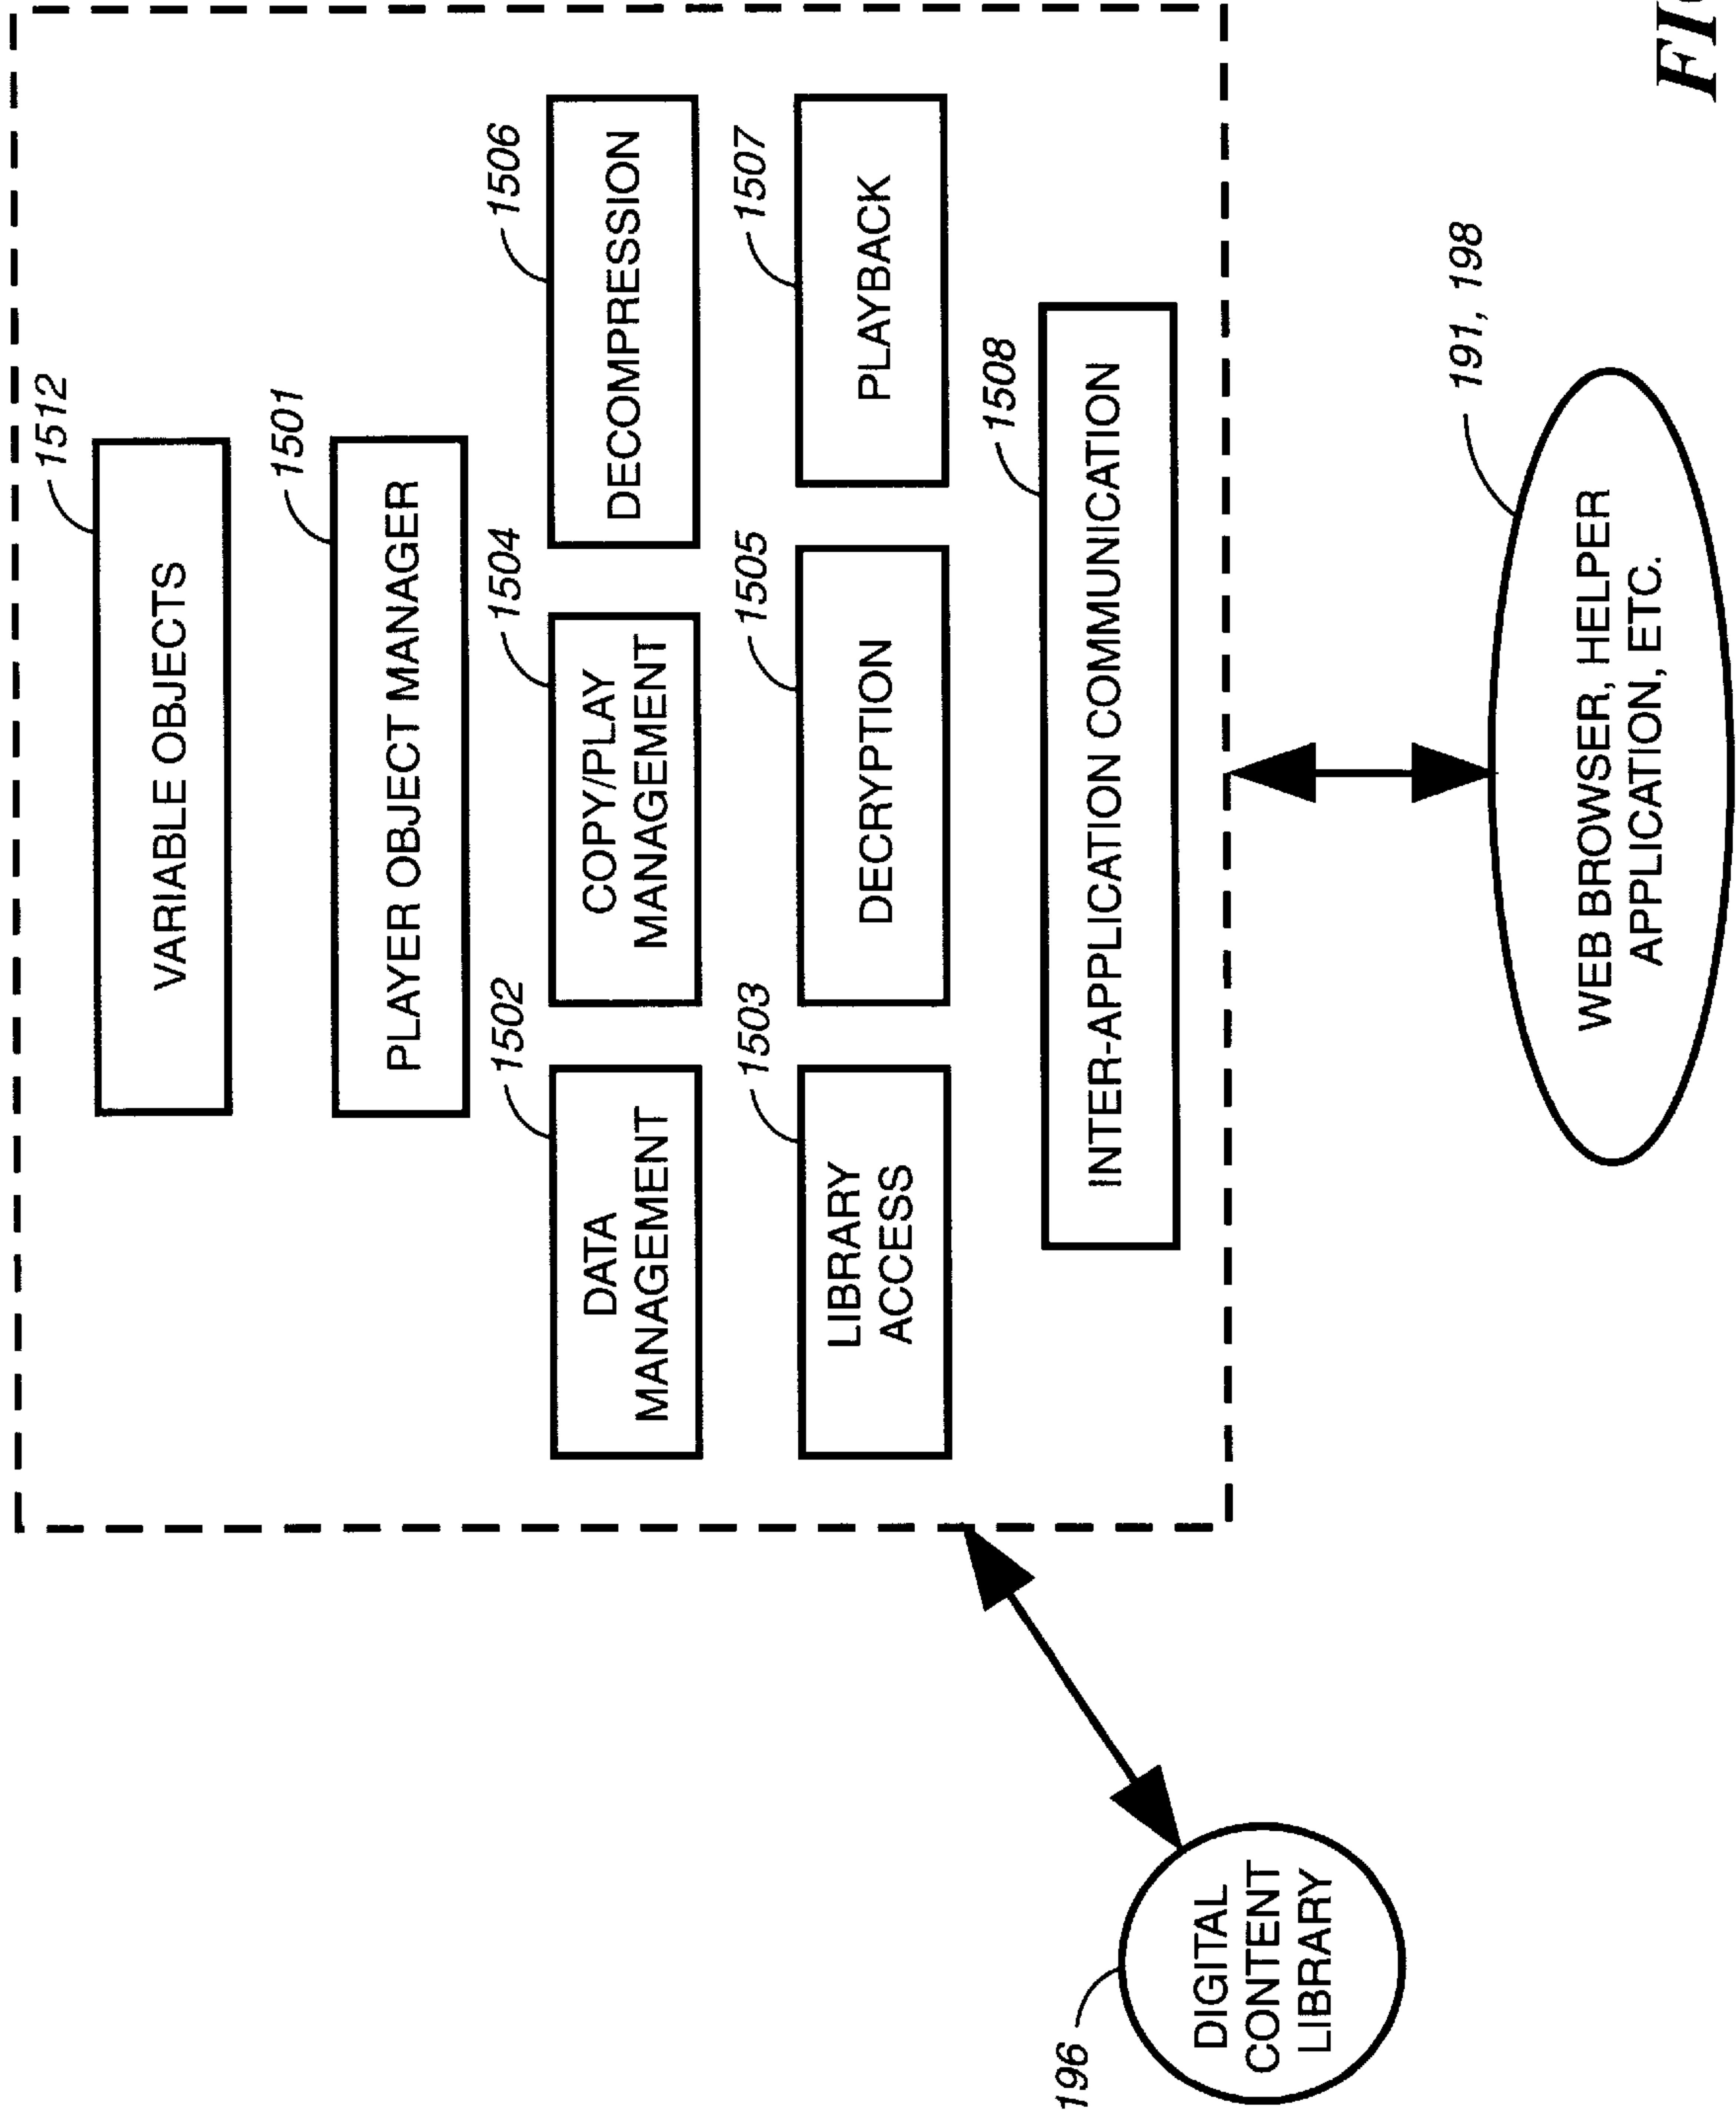 1512
VARIABLE OBJECTS
1501
PLAYER OBJECT MANAGER
1502
DATA
MANAGEMENT
1504
COPY/PLAY
MANAGEMENT
1506
DECOMPRESSION
1503
LIBRARY
ACCESS
1505
DECRYPTION
1507
PLAYBACK
1508
INTER-APPLICATION COMMUNICATION
196
DIGITAL
CONTENT
LIBRARY
191, 198
WEB BROWSER, HELPER
APPLICATION, ETC.